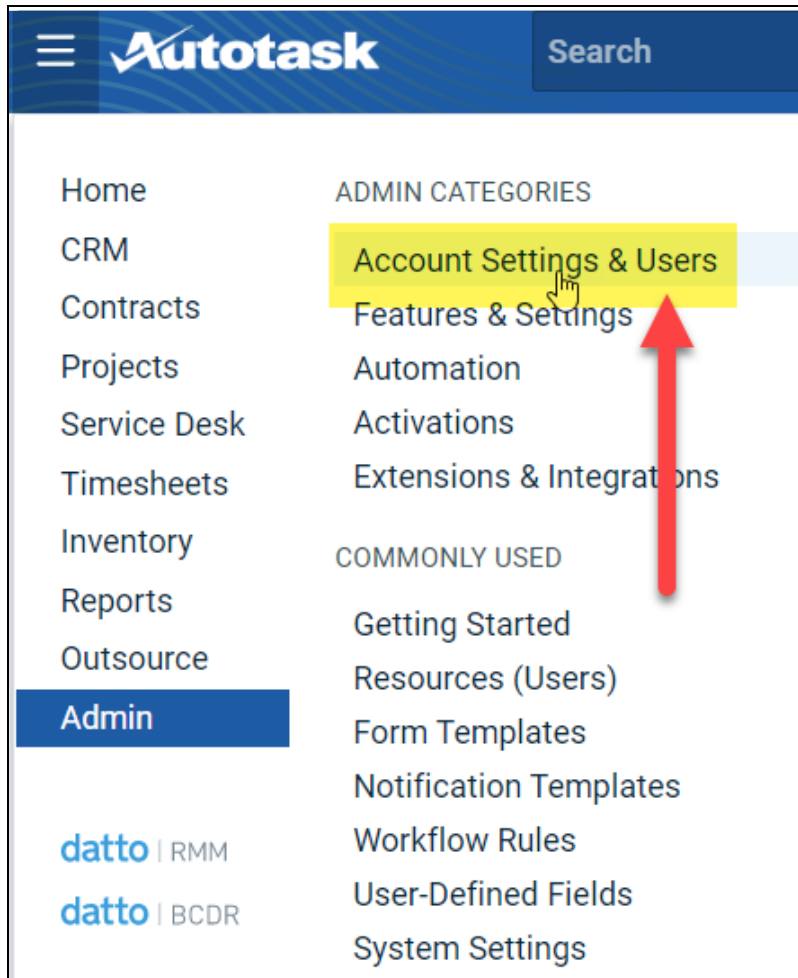 Autotask
Search
Home
CRM
Contracts
Projects
Service Desk
Timesheets
Inventory
Reports
Outsource
Admin
datto | RMM
datto | BCDR
ADMIN CATEGORIES
Account Settings & Users
Features & Settings
Automation
Activations
Extensions & Integrations
COMMONLY USED
Getting Started
Resources (Users)
Form Templates
Notification Templates
Workflow Rules
User-Defined Fields
System Settings